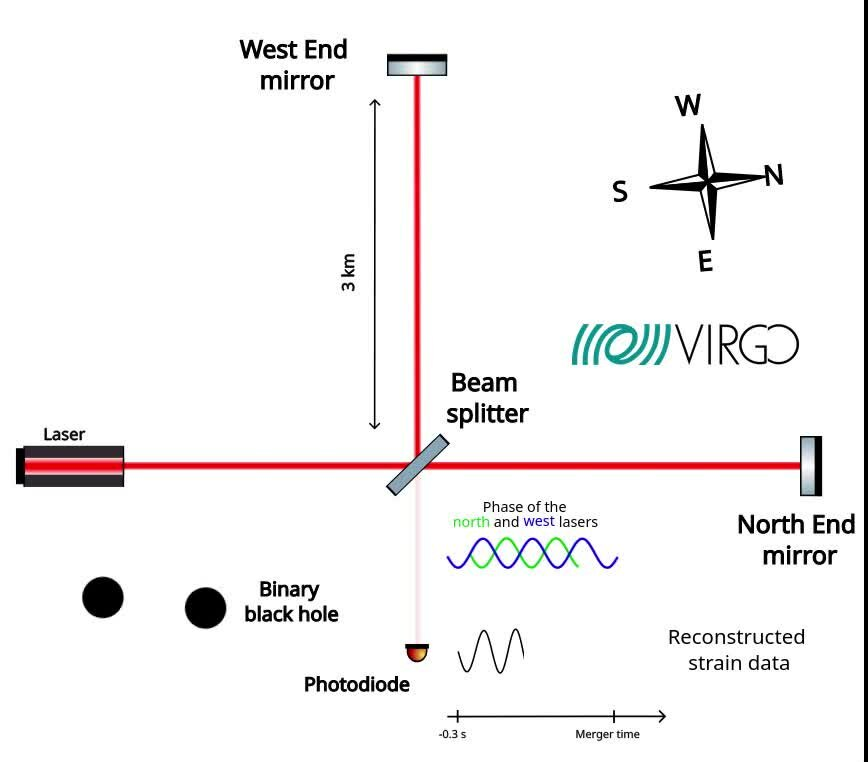 West End
mirror
W
N
S
E
3 km
VIRGO
Beam
splitter
Laser
Phase of the
north and west lasers
North End
mirror
Binary
black hole
Reconstructed
strain data
Photodiode
-0.3 s
Merger time